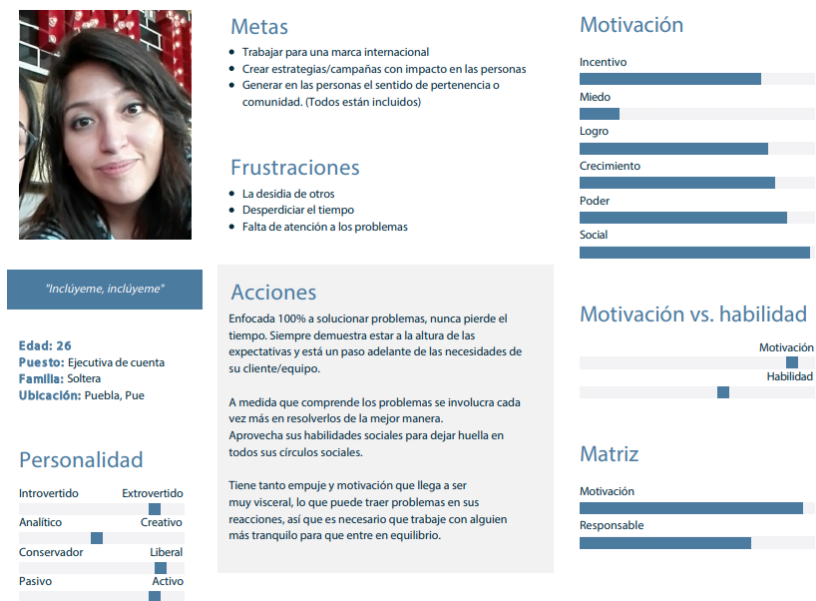 "Inclúyeme, inclúyeme"
Edad: 26
Puesto: Ejecutiva de cuenta
Familia: Soltera
Ubicación: Puebla, Pue
Personalidad
Introvertido Extrovertido
Analítico Creativo
Conservador Liberal
Pasivo Activo
Metas
• Trabajar para una marca internacional
• Crear estrategias/campañas con impacto en las personas
• Generar en las personas el sentido de pertenencia o
comunidad. (Todos están incluidos)
Frustraciones
• La desidia de otros
• Desperdiciar el tiempo
• Falta de atención a los problemas
Acciones
Enfocada 100% a solucionar problemas, nunca pierde el
tiempo. Siempre demuestra estar a la altura de las
expectativas y está un paso adelante de las necesidades de
su cliente/equipo.
A medida que comprende los problemas se involucra cada
vez más en resolverlos de la mejor manera.
Aprovecha sus habilidades sociales para dejar huella en
todos sus círculos sociales.
Tiene tanto empuje y motivación que llega a ser
muy visceral, lo que puede traer problemas en sus
reacciones, así que es necesario que trabaje con alguien
más tranquilo para que entre en equilibrio.
Motivación
Incentivo
Miedo
Logro
Crecimiento
Poder
Social
Motivación vs. habilidad
Motivación
Habilidad
Matriz
Motivación
Responsable